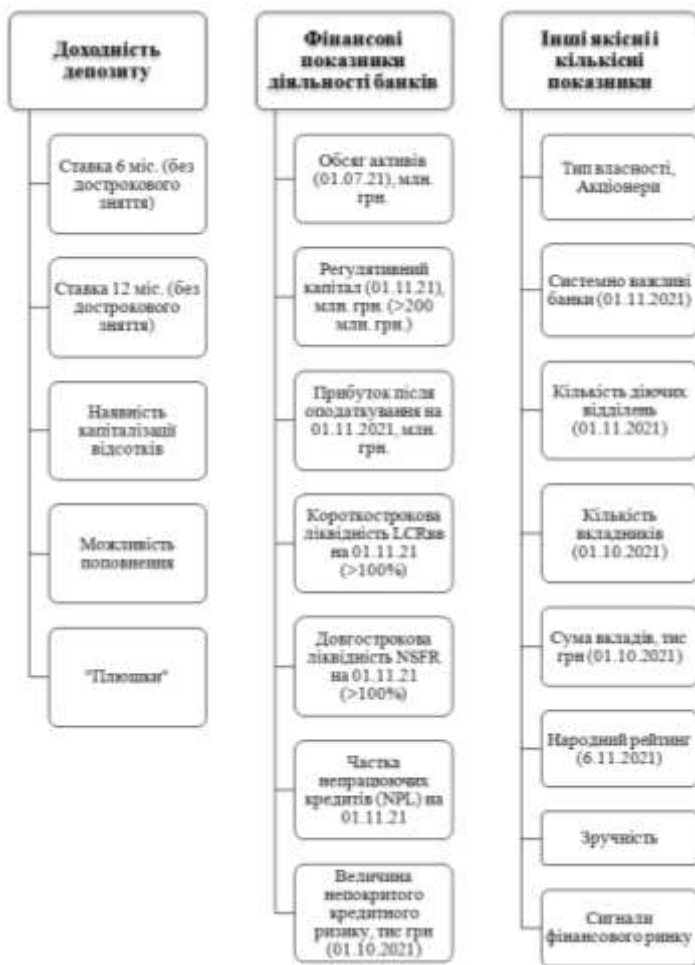 Доходність
депозиту
Ставка 6 міс. (без
дострокового
зняття)
Ставка 12 міс. (без
дострокового
зняття)
Наявність
капіталізації
відсотків
Можливість
поповнення
"Плюшки"
Фінансові
показники
діяльності банків
Обсяг активів
(01.07.21), млн.
грн.
Регулятивний
капітал (01.11.21),
млн. грн. (>200
млн. грн.)
Прибуток після
оподаткування на
01.11.2021, млн.
грн.
Короткострокова
ліквідність LCRвв
на 01.11.21
(>100%)
Довгострокова
ліквідність NSFR
на 01.11.21
(>100%)
Частка
непрацюючих
кредитів (NPL) на
01.11.21
Величина
непокритого
кредитного
ризику, тис грн
(01.10.2021)
Інші якісні і
кількісні
показники
Тип власності,
Акціонери
Системно важливі
банки (01.11.2021)
Кількість діючих
відділень
(01.11.2021)
Кількість
вкладників
(01.10.2021)
Сума вкладів, тис
грн (01.10.2021)
Народний рейтинг
(6.11.2021)
Зручність
Сигнали
фінансового ринку